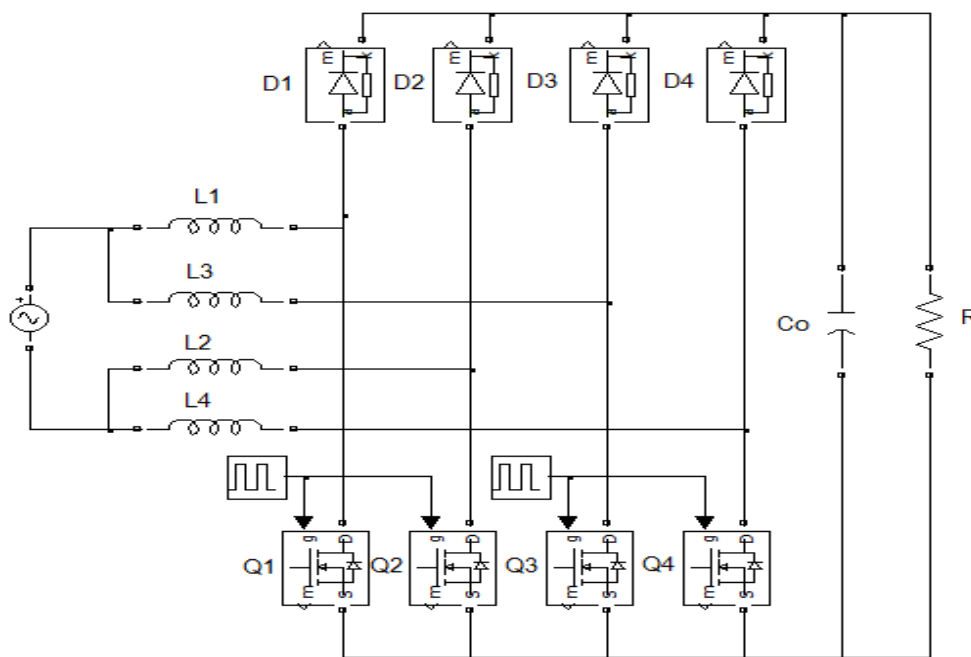 m k m k m k m k
D1 D2 D3 D4
a a a a
L1
L3
+
L2
Co R
L4
g D g D g D g D
Q1 Q2 Q3 Q4
m S m S m S m S